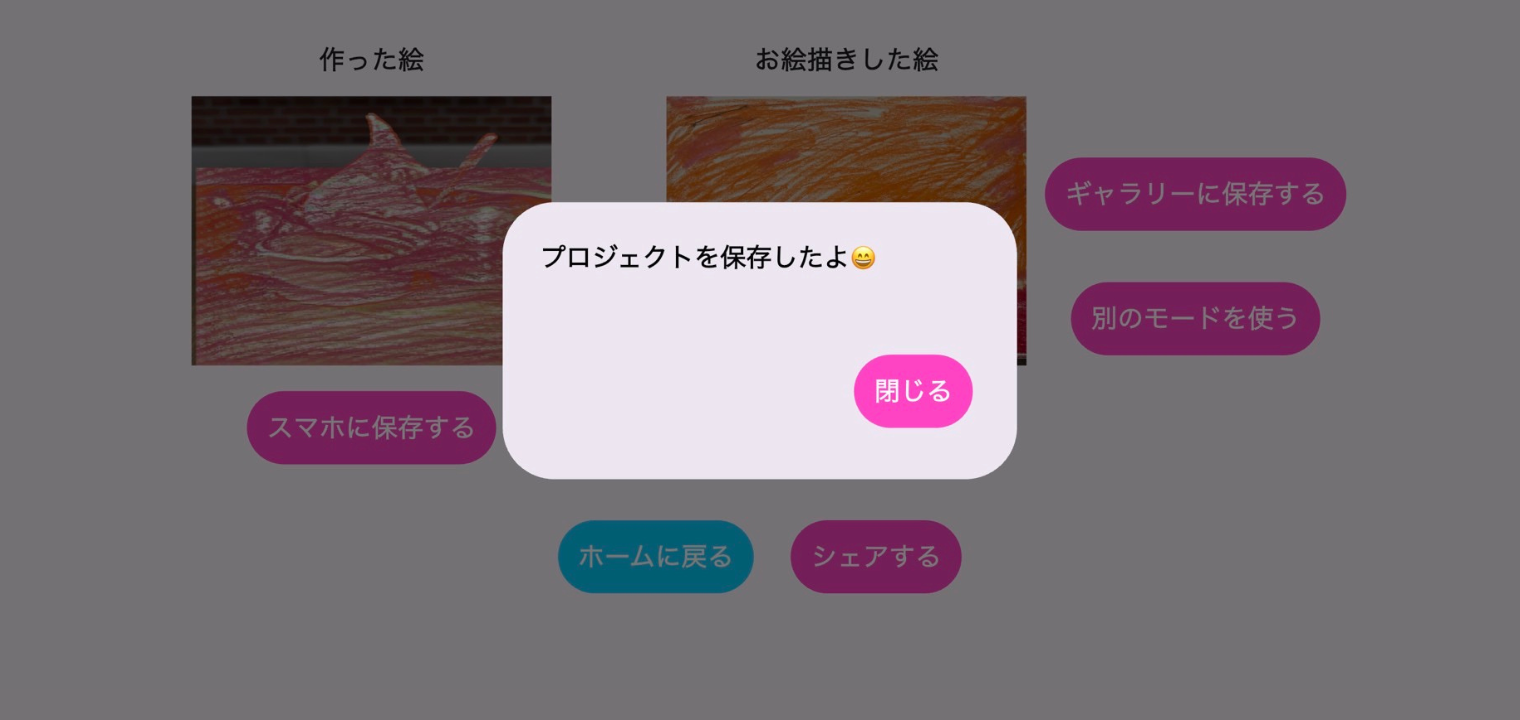 作った絵
お絵描きした絵
ギャラリーに保存する
プロジェクトを保存したよ😄
別のモードを使う
閉じる
スマホに保存する
ホームに戻る
シェアする